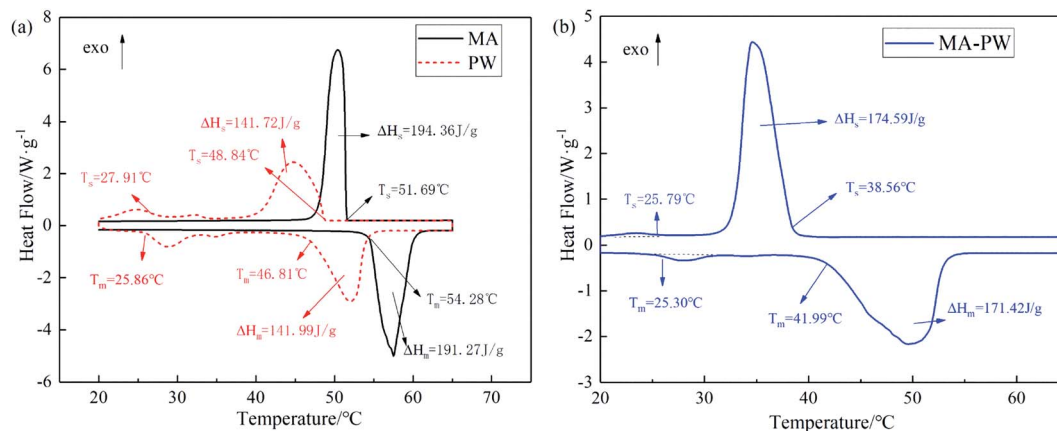 (a)
exo
MA
PW
ΔHs=141.72J/g
ΔHs=194.36J/g
Ts=48.84℃
Ts=27.91℃
Ts=51.69℃
Tm=25.86℃
Tm=46.81℃
Tm=54.28℃
ΔHm=141.99J/g
ΔHm=191.27J/g
8
6
4
2
0
-2
-4
-6
20
30
40
50
60
70
Heat Flow/W·g-1
Temperature/℃
(b)
exo
MA-PW
ΔHs=174.59J/g
Ts=38.56℃
Ts=25.79℃
Tm=25.30℃
Tm=41.99℃
ΔHm=171.42J/g
5
4
3
2
1
0
-1
-2
-3
20
30
40
50
60
Heat Flow/W·g-1
Temperature/℃